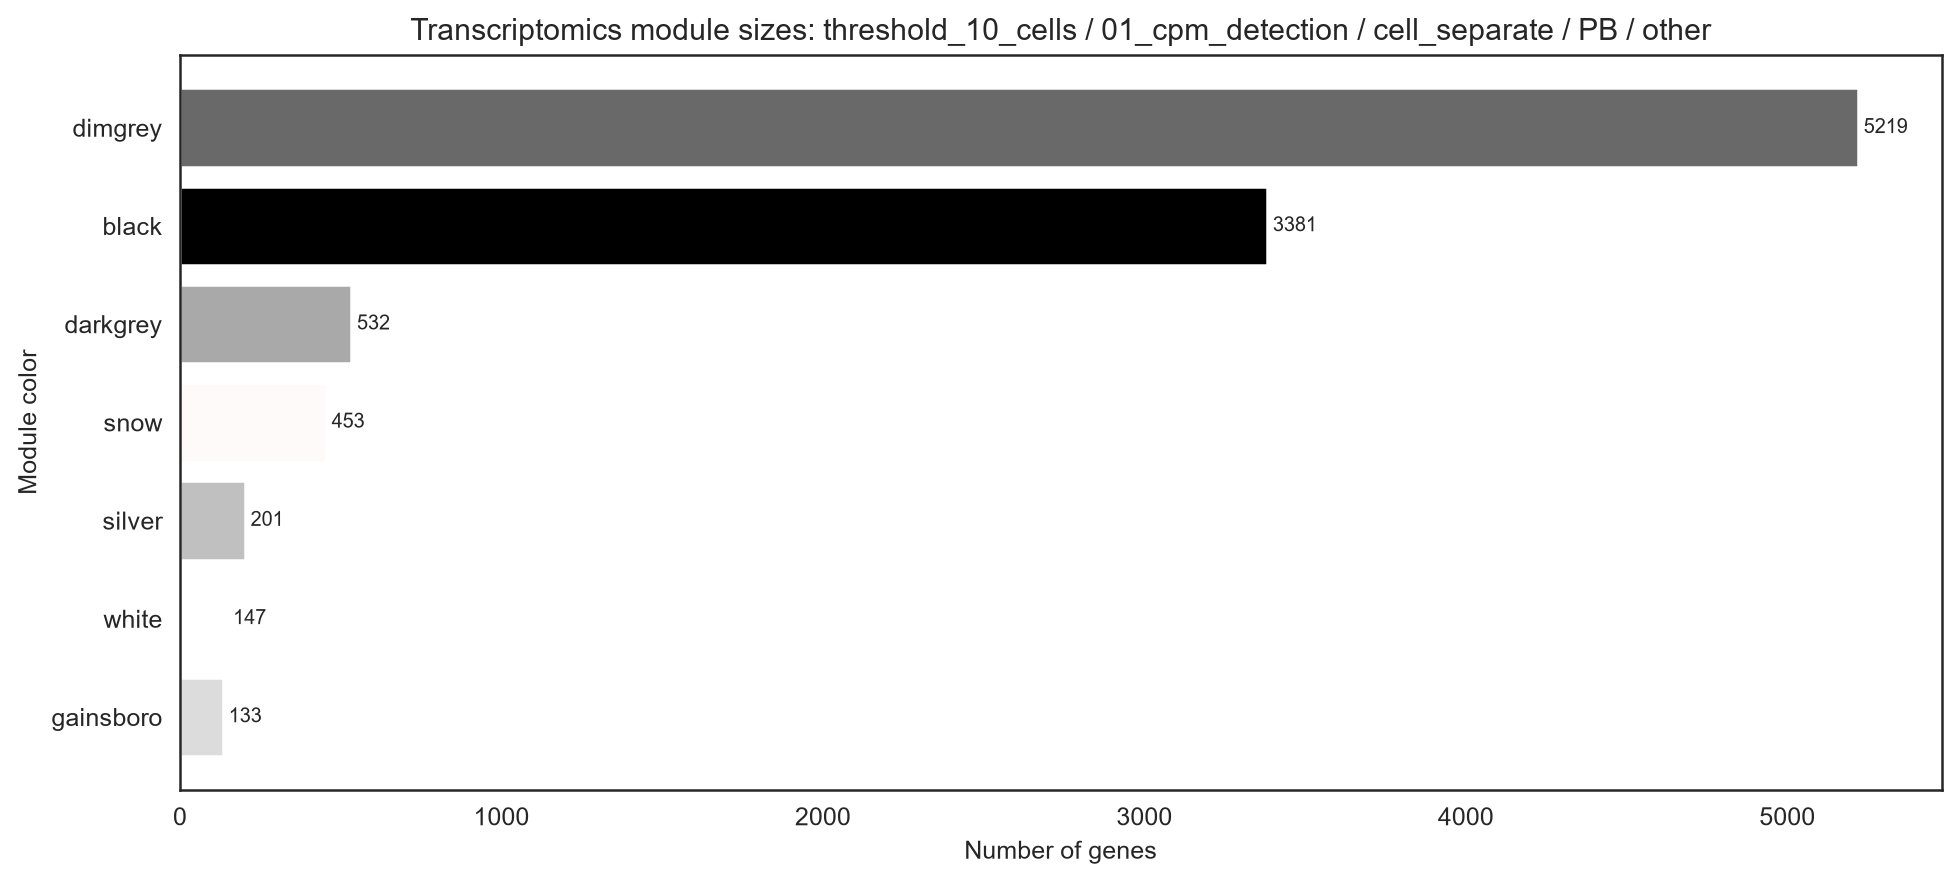 Transcriptomics module sizes: threshold_10_cells / 01_cpm_detection / cell_separate / PB / other
Module color
dimgrey 5219
black 3381
darkgrey 532
snow 453
silver 201
white 147
gainsboro 133
0 1000 2000 3000 4000 5000
Number of genes